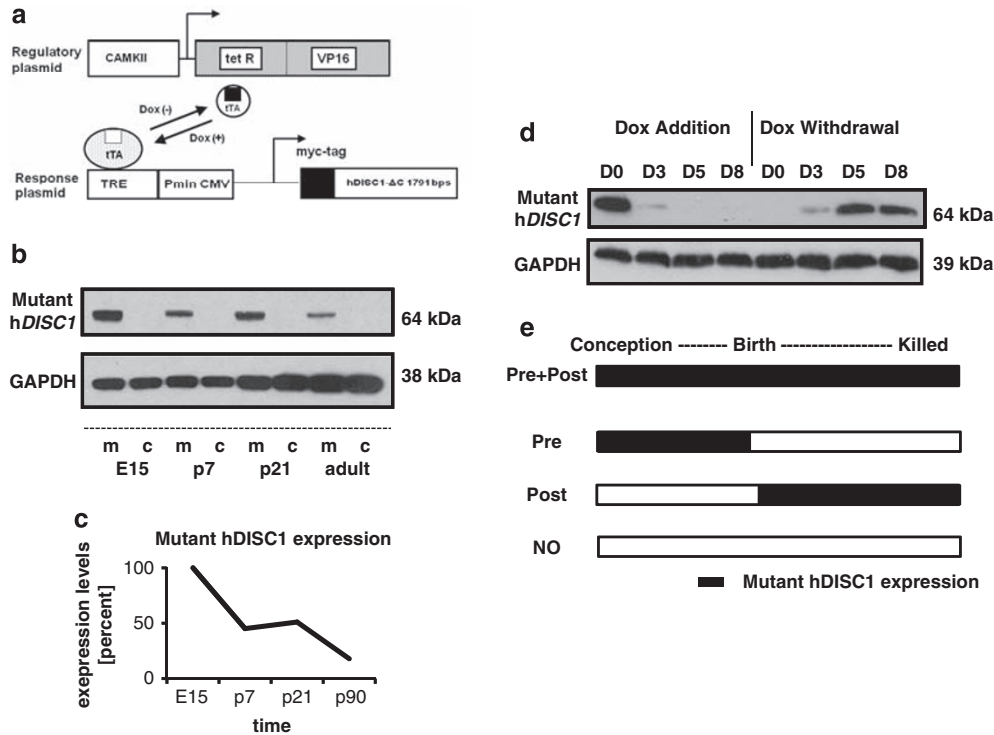 a
Regulatory
plasmid
CAMKII
tet R
VP16
tTA
Dox (-)
Dox (+)
tTA
myc-tag
Response
plasmid
TRE
Pmin CMV
hDISC1-ΔC 1791bps
b
Mutant
hDISC1
64 kDa
GAPDH
38 kDa
m c m c m c m c
E15 p7 p21 adult
c
Mutant hDISC1 expression
exepression levels
[percent]
100
50
0
E15 p7 p21 p90
time
d
Dox Addition Dox Withdrawal
D0 D3 D5 D8 D0 D3 D5 D8
Mutant
hDISC1
64 kDa
GAPDH
39 kDa
e
Conception -------- Birth ------------------ Killed
Pre+Post
Pre
Post
NO
Mutant hDISC1 expression